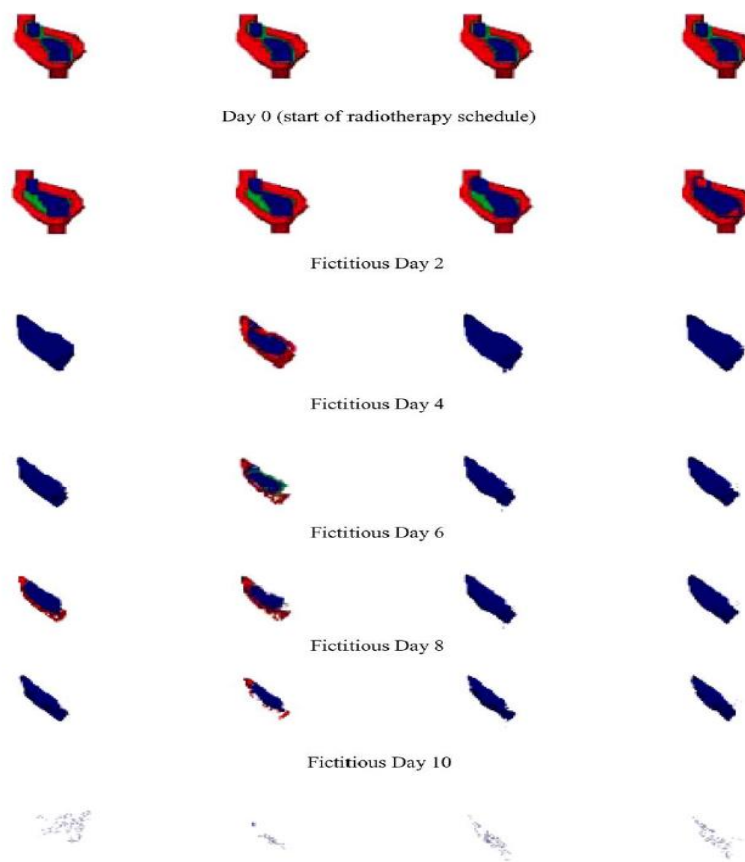 Day 0 (start of radiotherapy schedule)
Fictitious Day 2
Fictitious Day 4
Fictitious Day 6
Fictitious Day 8
Fictitious Day 10